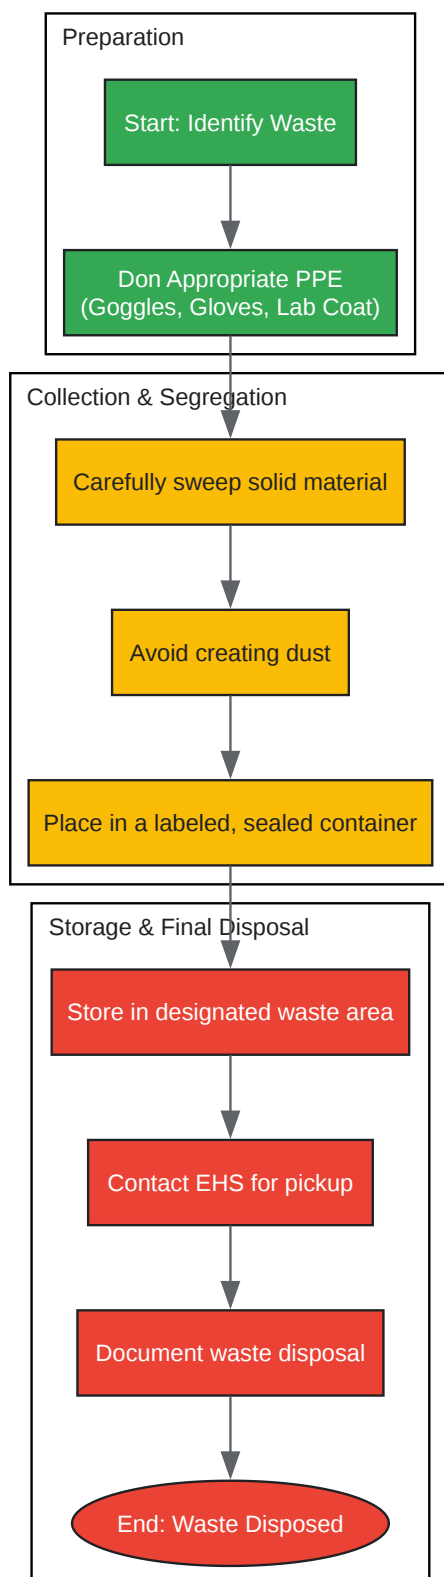 Preparation
Start: Identify Waste
Don Appropriate PPE
(Goggles, Gloves, Lab Coat)
Collection & Segregation
Carefully sweep solid material
Avoid creating dust
Place in a labeled, sealed container
Storage & Final Disposal
Store in designated waste area
Contact EHS for pickup
Document waste disposal
End: Waste Disposed